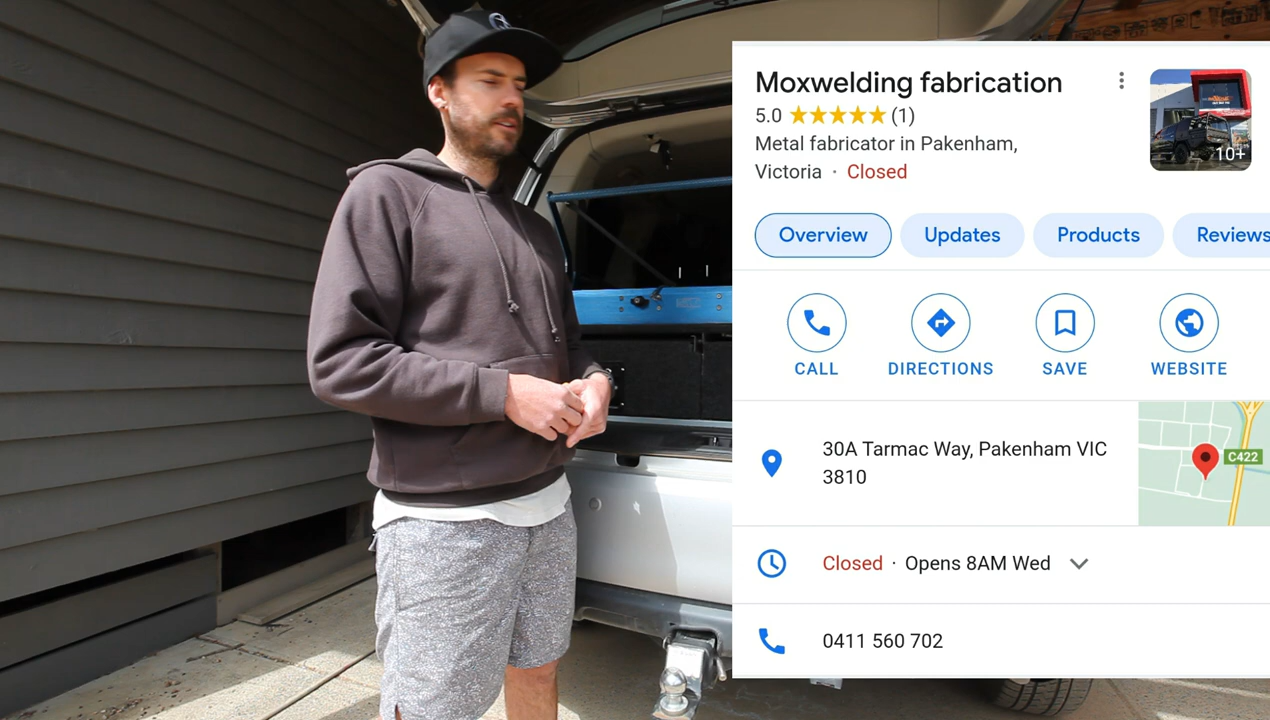 Moxwelding fabrication
5.0 ★★★★★ (1)
Metal fabricator in Pakenham,
Victoria · Closed
10+
Overview
Updates
Products
Reviews
CALL
DIRECTIONS
SAVE
WEBSITE
30A Tarmac Way, Pakenham VIC
3810
C422
Closed · Opens 8AM Wed
0411 560 702